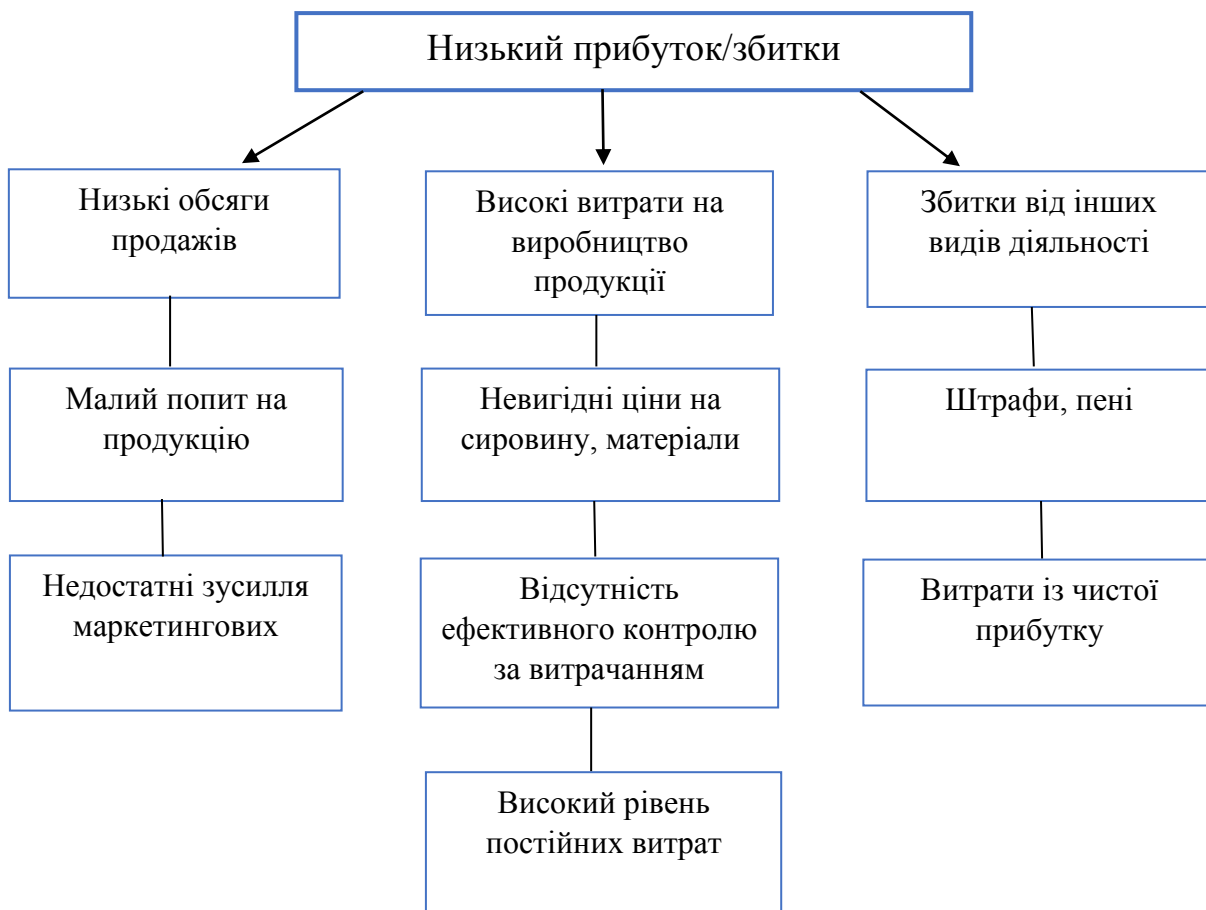 Низький прибуток/збитки
Низькі обсяги
продажів
Високі витрати на
виробництво
продукції
Збитки від інших
видів діяльності
Малий попит на
продукцію
Невигідні ціни на
сировину, матеріали
Штрафи, пені
Недостатні зусилля
маркетингових
Відсутність
ефективного контролю
за витрачанням
Витрати із чистої
прибутку
Високий рівень
постійних витрат